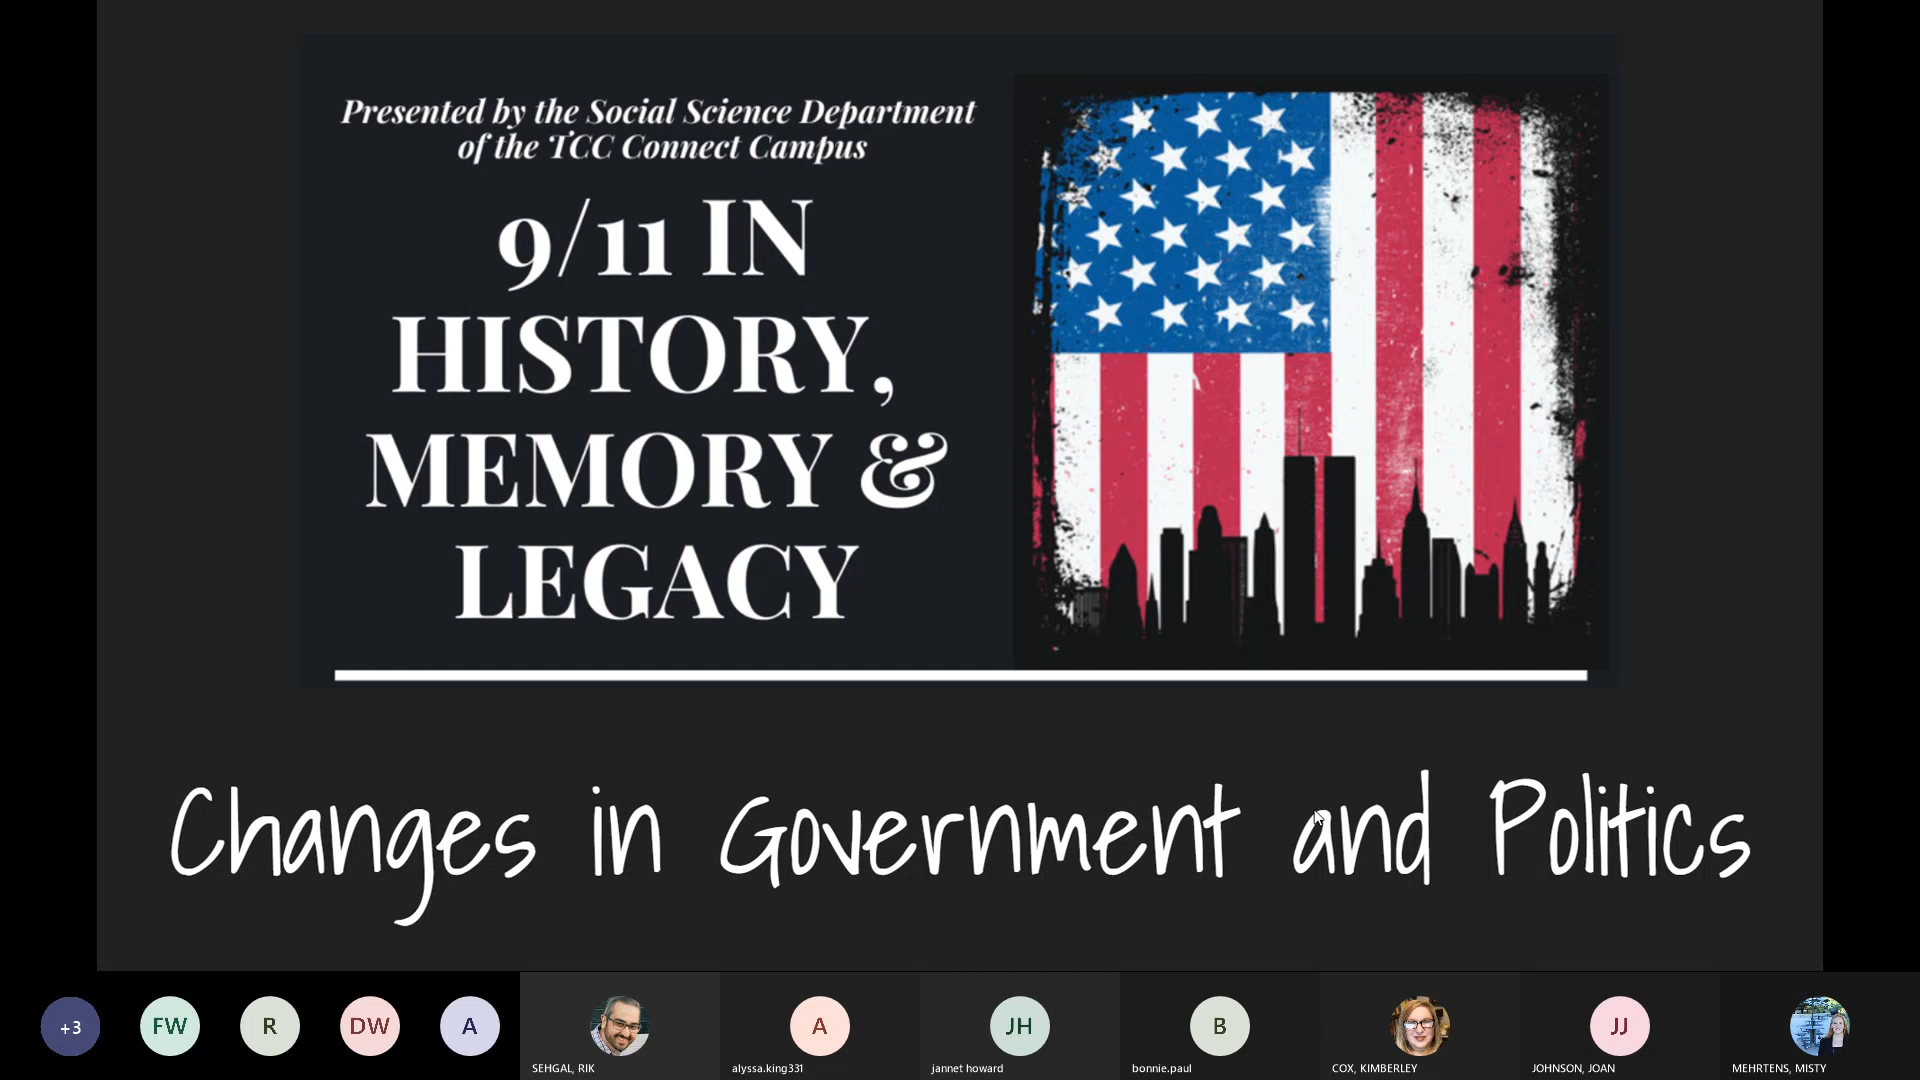 Presented by the Social Science Department
of the TCC Connect Campus
9/11 IN
HISTORY,
MEMORY &
LEGACY
Changes in Government and Politics
+3
FW
R
DW
A
A
JH
B
JJ
SEHGAL, RIK
alyssa.king331
jannet howard
bonnie.paul
COX, KIMBERLEY
JOHNSON, JOAN
MEHRTENS, MISTY